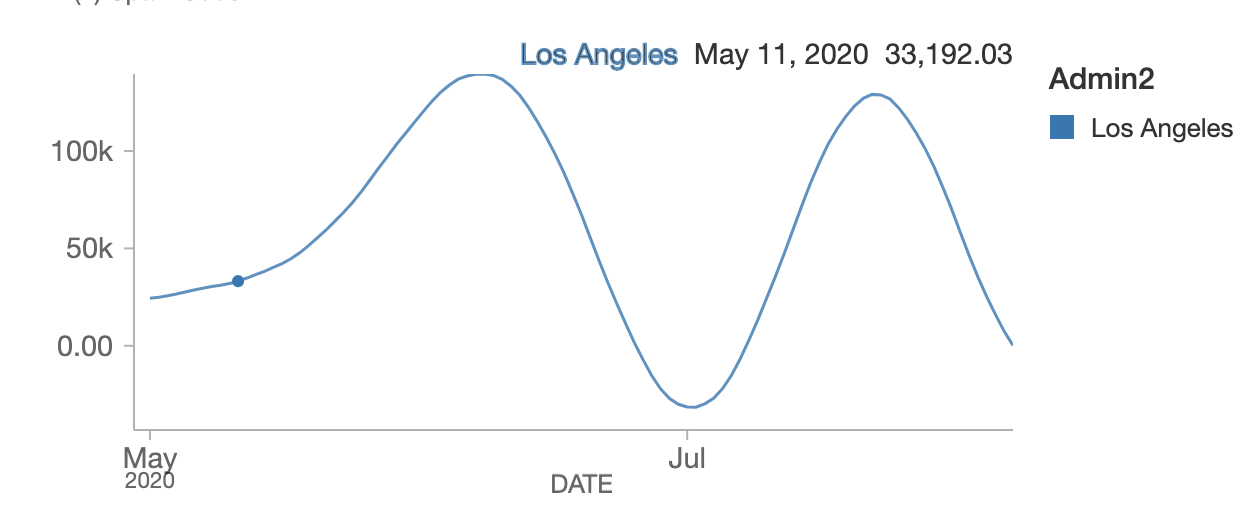 Los Angeles May 11, 2020 33,192.03
Admin2
Los Angeles
100k
50k
0.00
May
2020
Jul
DATE